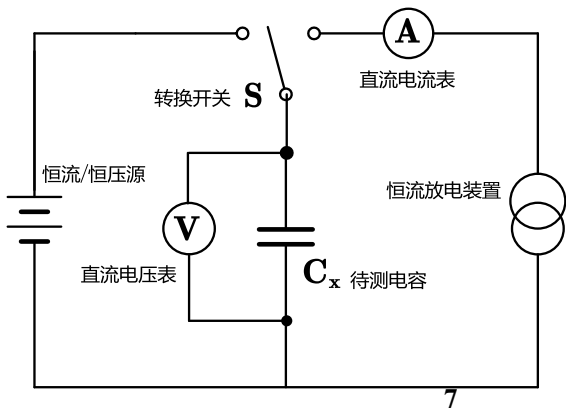 A
直流电流表
转换开关 S
恒流/恒压源
恒流放电装置
V
直流电压表
Cx 待测电容
7